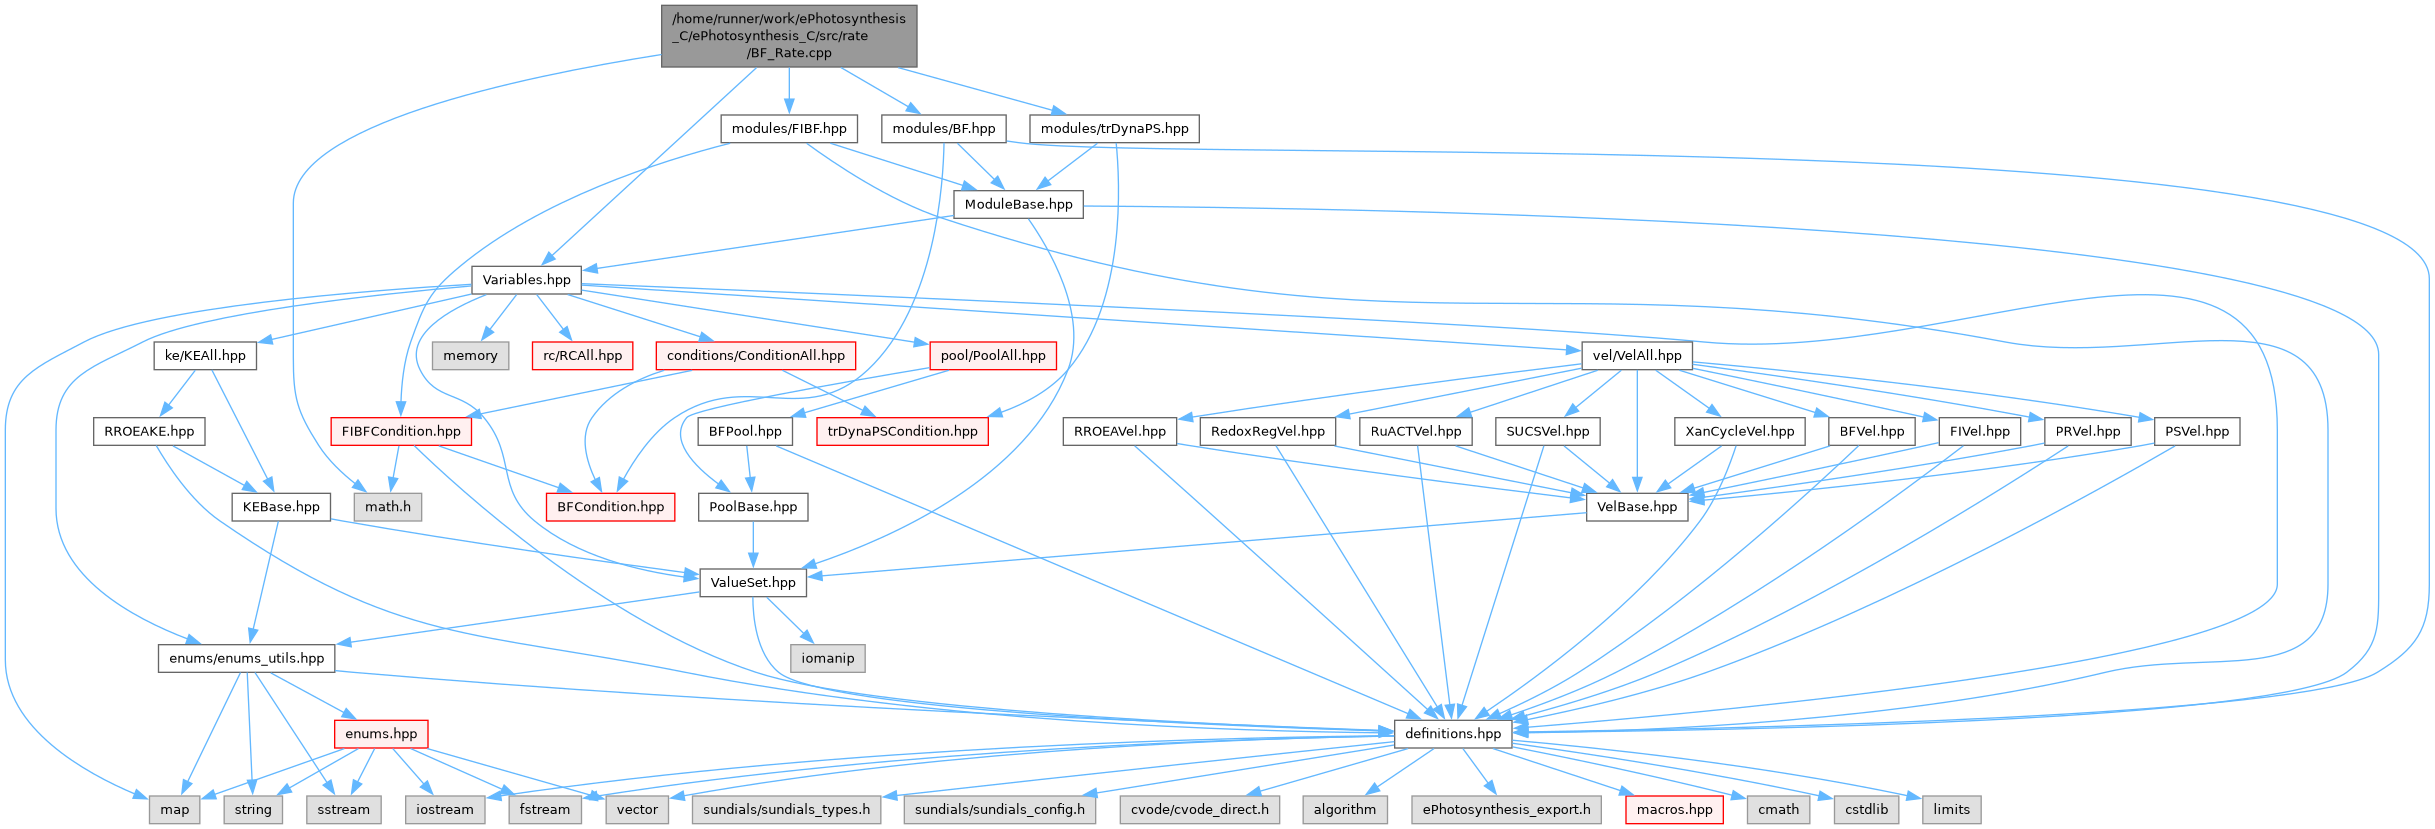 /home/runner/work/ePhotosynthesis
_C/ePhotosynthesis_C/src/rate
/BF_Rate.cpp
modules/FIBF.hpp
modules/BF.hpp
modules/trDynaPS.hpp
ModuleBase.hpp
Variables.hpp
ke/KEAll.hpp
memory
rc/RCAll.hpp
conditions/ConditionAll.hpp
pool/PoolAll.hpp
vel/VelAll.hpp
RROEAKE.hpp
FIBFCondition.hpp
BFPool.hpp
trDynaPSCondition.hpp
RROEAVel.hpp
RedoxRegVel.hpp
RuACTVel.hpp
SUCSVel.hpp
XanCycleVel.hpp
BFVel.hpp
FIVel.hpp
PRVel.hpp
PSVel.hpp
KEBase.hpp
math.h
BFCondition.hpp
PoolBase.hpp
VelBase.hpp
ValueSet.hpp
enums/enums_utils.hpp
iomanip
enums.hpp
definitions.hpp
map
string
sstream
iostream
fstream
vector
sundials/sundials_types.h
sundials/sundials_config.h
cvode/cvode_direct.h
algorithm
ePhotosynthesis_export.h
macros.hpp
cmath
cstdlib
limits